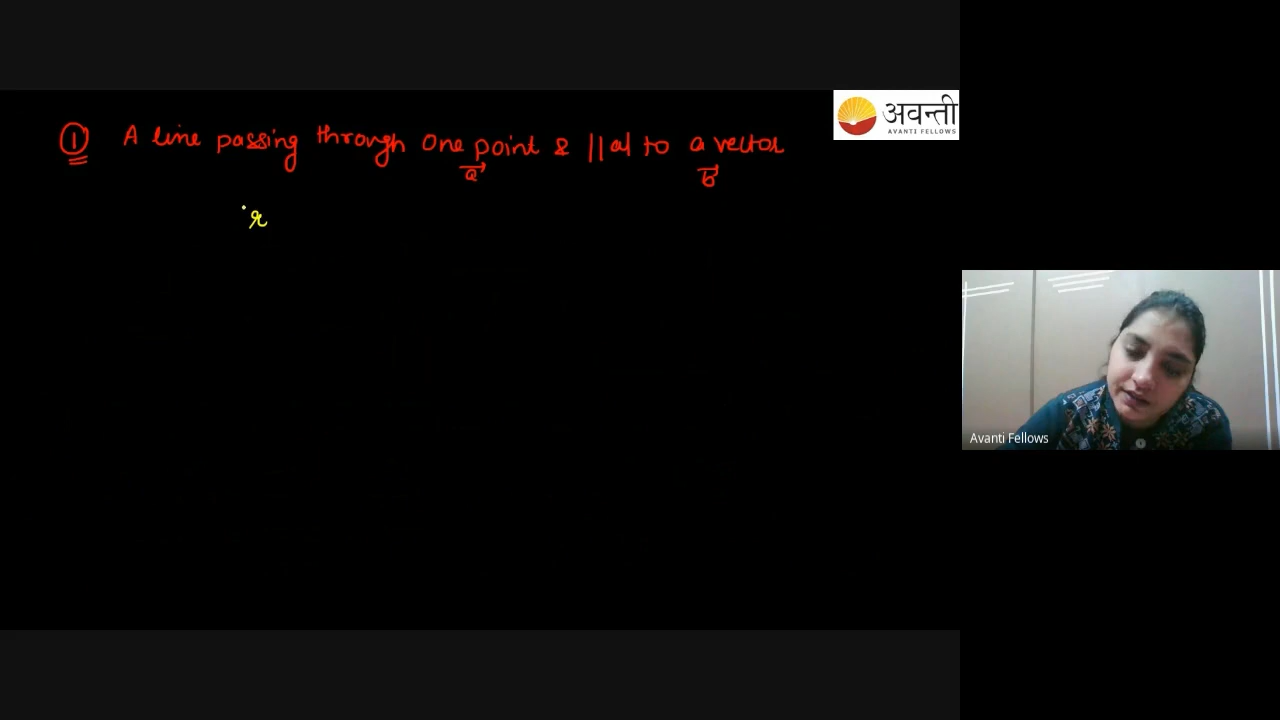 अवन्ती
AVANTI FELLOWS
① A line passing through one point & ||al to a vector
a⃗ b⃗
r
Avanti Fellows